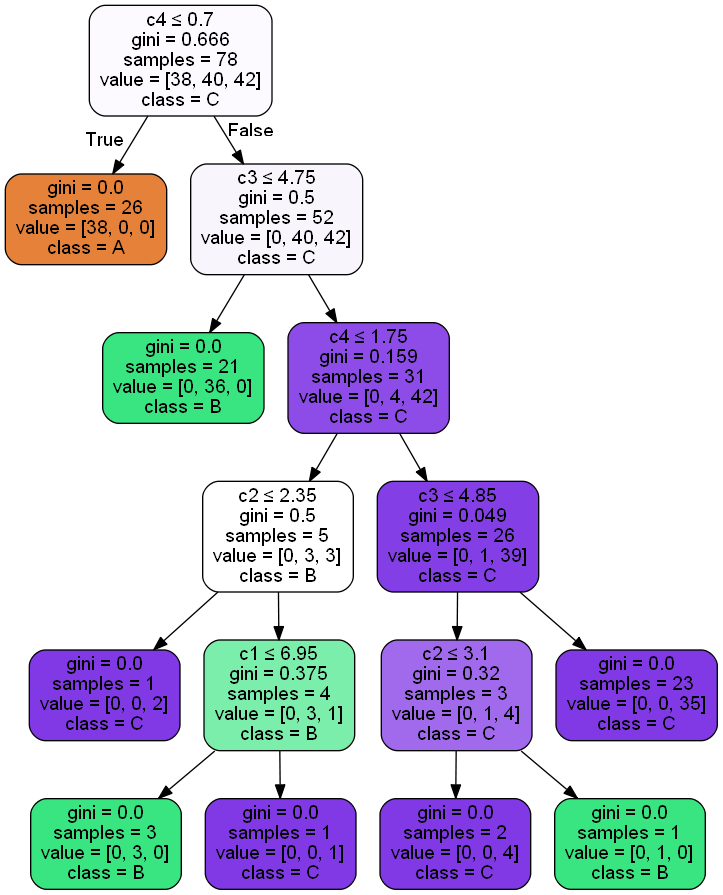 c4 ≤ 0.7
gini = 0.666
samples = 78
value = [38, 40, 42]
class = C
True
False
gini = 0.0
samples = 26
value = [38, 0, 0]
class = A
c3 ≤ 4.75
gini = 0.5
samples = 52
value = [0, 40, 42]
class = C
gini = 0.0
samples = 21
value = [0, 36, 0]
class = B
c4 ≤ 1.75
gini = 0.159
samples = 31
value = [0, 4, 42]
class = C
c2 ≤ 2.35
gini = 0.5
samples = 5
value = [0, 3, 3]
class = B
c3 ≤ 4.85
gini = 0.049
samples = 26
value = [0, 1, 39]
class = C
gini = 0.0
samples = 1
value = [0, 0, 2]
class = C
c1 ≤ 6.95
gini = 0.375
samples = 4
value = [0, 3, 1]
class = B
c2 ≤ 3.1
gini = 0.32
samples = 3
value = [0, 1, 4]
class = C
gini = 0.0
samples = 23
value = [0, 0, 35]
class = C
gini = 0.0
samples = 3
value = [0, 3, 0]
class = B
gini = 0.0
samples = 1
value = [0, 0, 1]
class = C
gini = 0.0
samples = 2
value = [0, 0, 4]
class = C
gini = 0.0
samples = 1
value = [0, 1, 0]
class = B